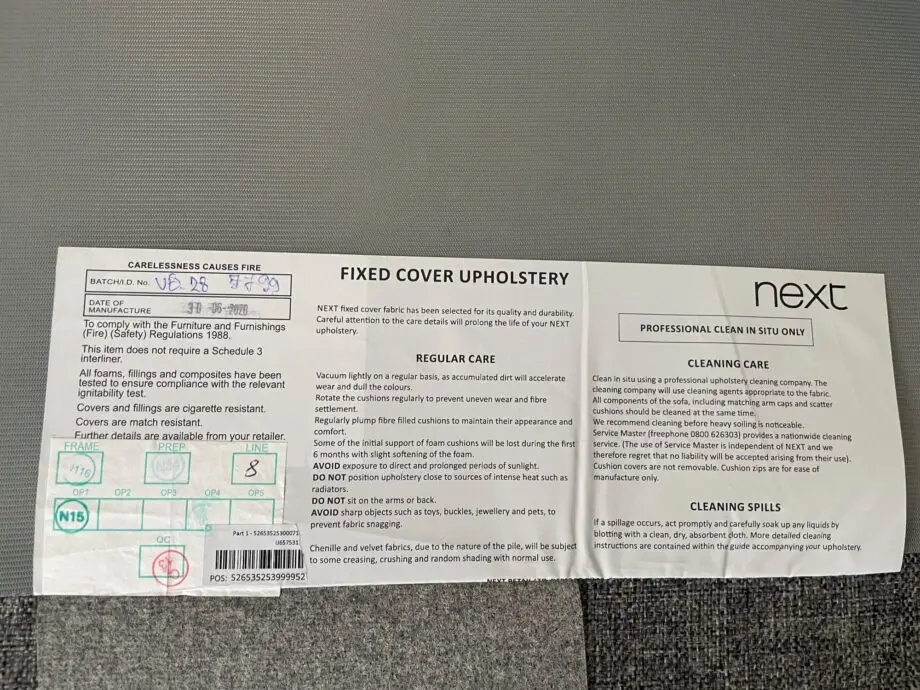 CARELESSNESS CAUSES FIRE
BATCH/I.D. No.
DATE OF
MANUFACTURE
To comply with the Furniture and Furnishings
(Fire) (Safety) Regulations 1988.
This item does not require a Schedule 3
interliner.
All foams, fillings and composites have been
tested to ensure compliance with the relevant
ignitability test.
Covers and fillings are cigarette resistant.
Covers are match resistant.
Further details are available from your retailer.
FRAME PREP LINE
8
OP1 OP2 OP3 OP4 OP5
N15
QC
Part 1 - 52653525300071
U657531
POS: 526535253999952
FIXED COVER UPHOLSTERY
NEXT fixed cover fabric has been selected for its quality and durability.
Careful attention to the care details will prolong the life of your NEXT
upholstery.
REGULAR CARE
Vacuum lightly on a regular basis, as accumulated dirt will accelerate
wear and dull the colours.
Rotate the cushions regularly to prevent uneven wear and fibre
settlement.
Regularly plump fibre filled cushions to maintain their appearance and
comfort.
Some of the initial support of foam cushions will be lost during the first
6 months with slight softening of the foam.
AVOID exposure to direct and prolonged periods of sunlight.
DO NOT position upholstery close to sources of intense heat such as
radiators.
DO NOT sit on the arms or back.
AVOID sharp objects such as toys, buckles, jewellery and pets, to
prevent fabric snagging.
Chenille and velvet fabrics, due to the nature of the pile, will be subject
to some creasing, crushing and random shading with normal use.
next
PROFESSIONAL CLEAN IN SITU ONLY
CLEANING CARE
Clean in situ using a professional upholstery cleaning company. The
cleaning company will use cleaning agents appropriate to the fabric.
All components of the sofa, including matching arm caps and scatter
cushions should be cleaned at the same time.
We recommend cleaning before heavy soiling is noticeable.
Service Master (freephone 0800 626303) provides a nationwide cleaning
service. (The use of Service Master is independent of NEXT and we
therefore regret that no liability will be accepted arising from their use).
Cushion covers are not removable. Cushion zips are for ease of
manufacture only.
CLEANING SPILLS
If a spillage occurs, act promptly and carefully soak up any liquids by
blotting with a clean, dry, absorbent cloth. More detailed cleaning
instructions are contained within the guide accompanying your upholstery.